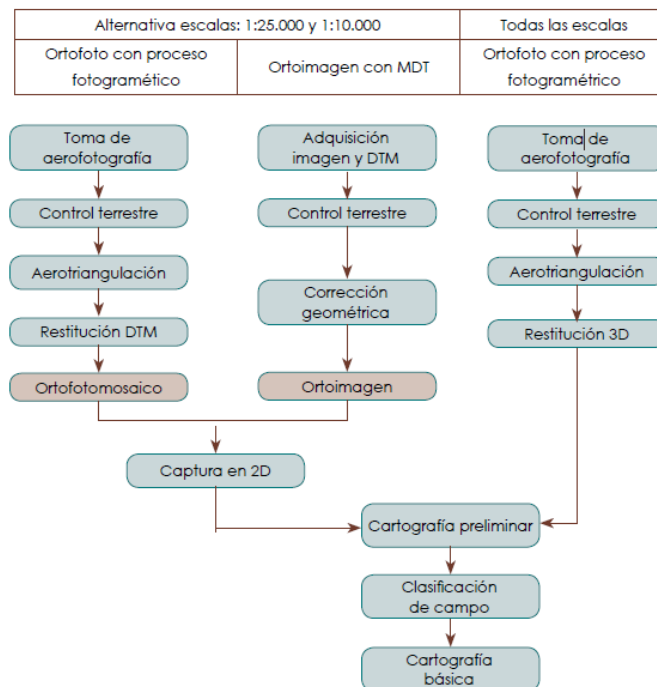 Alternativa escalas: 1:25.000 y 1:10.000
Todas las escalas
Ortofoto con proceso
fotogramético
Ortoimagen con MDT
Ortofoto con proceso
fotogramétrico
Toma de
aerofotografía
Control terrestre
Aerotriangulación
Restitución DTM
Ortofotomosaico
Adquisición
imagen y DTM
Control terrestre
Corrección
geométrica
Ortoimagen
Toma de
aerofotografía
Control terrestre
Aerotriangulación
Restitución 3D
Captura en 2D
Cartografía preliminar
Clasificación
de campo
Cartografía
básica